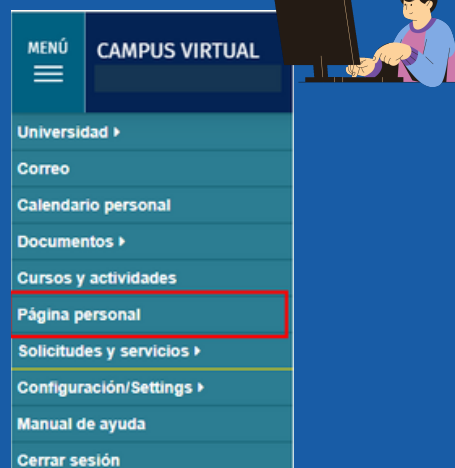 MENÚ
CAMPUS VIRTUAL
Universidad
Correo
Calendario personal
Documentos
Cursos y actividades
Página personal
Solicitudes y servicios
Configuración/Settings
Manual de ayuda
Cerrar sesión